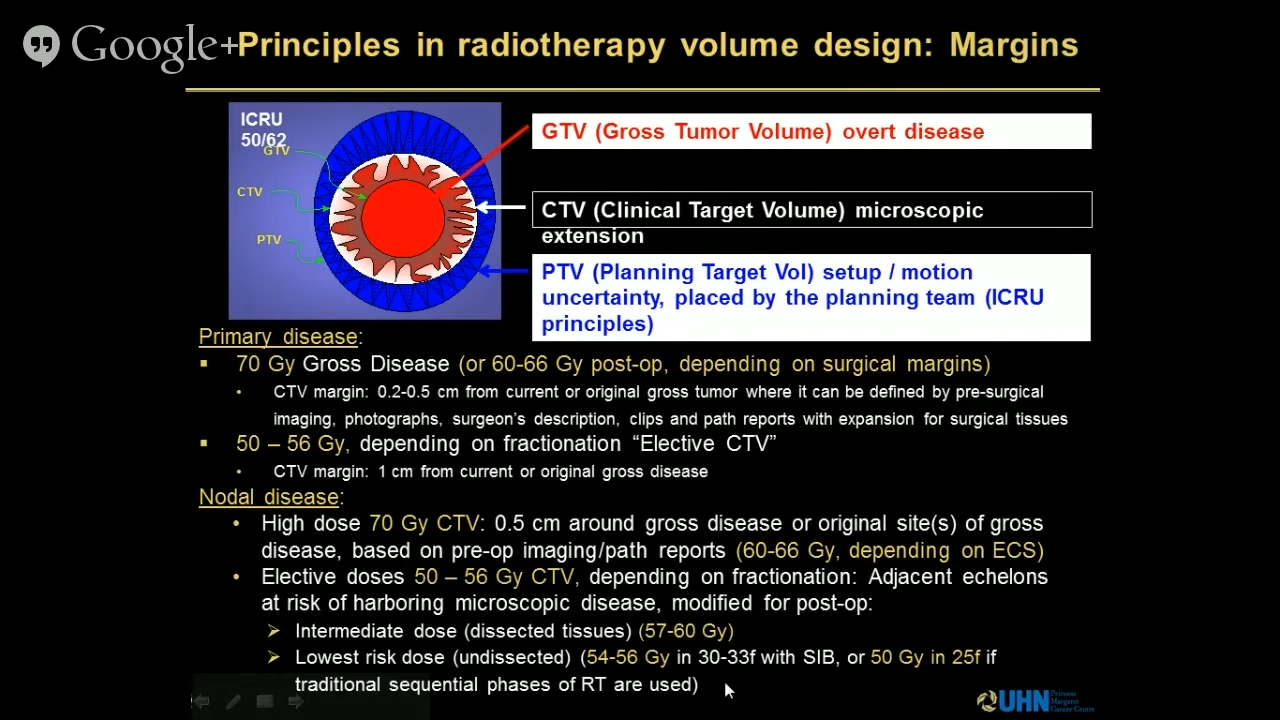 Google+
Principles in radiotherapy volume design: Margins
ICRU
50/62
GTV
CTV
PTV
GTV (Gross Tumor Volume) overt disease
CTV (Clinical Target Volume) microscopic
extension
PTV (Planning Target Vol) setup / motion
uncertainty, placed by the planning team (ICRU
principles)
Primary disease:
▪ 70 Gy Gross Disease (or 60-66 Gy post-op, depending on surgical margins)
• CTV margin: 0.2-0.5 cm from current or original gross tumor where it can be defined by pre-surgical
imaging, photographs, surgeon's description, clips and path reports with expansion for surgical tissues
▪ 50 – 56 Gy, depending on fractionation “Elective CTV”
• CTV margin: 1 cm from current or original gross disease
Nodal disease:
• High dose 70 Gy CTV: 0.5 cm around gross disease or original site(s) of gross
disease, based on pre-op imaging/path reports (60-66 Gy, depending on ECS)
• Elective doses 50 – 56 Gy CTV, depending on fractionation: Adjacent echelons
at risk of harboring microscopic disease, modified for post-op:
➢ Intermediate dose (dissected tissues) (57-60 Gy)
➢ Lowest risk dose (undissected) (54-56 Gy in 30-33f with SIB, or 50 Gy in 25f if
traditional sequential phases of RT are used)
UHN
Princess
Margaret
Cancer Centre